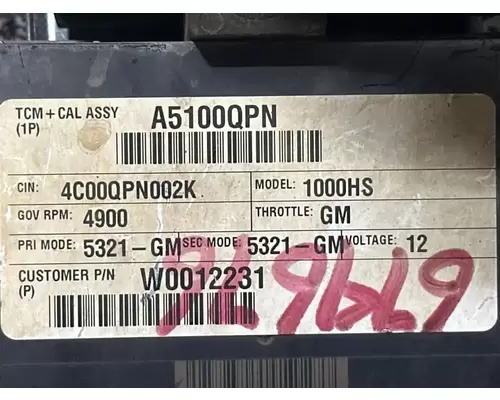 TCM + CAL ASSY A5100QPN
(1P)
CIN: 4C00QPN002K MODEL: 1000HS
GOV RPM: 4900 THROTTLE: GM
PRI MODE: 5321-GM SEC MODE: 5321-GM VOLTAGE: 12
CUSTOMER P/N W0012231
(P)